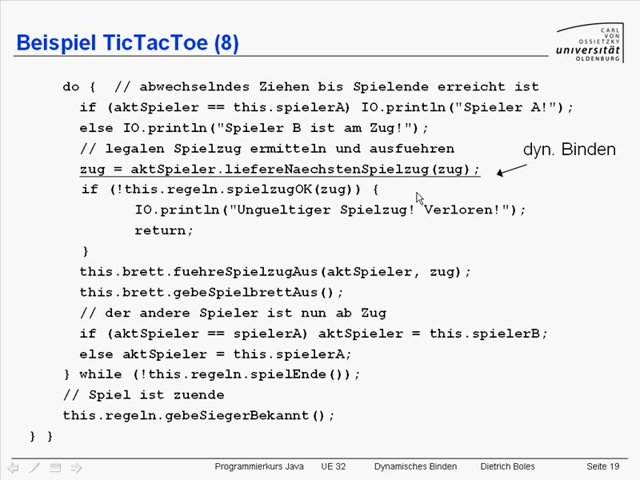 Beispiel TicTacToe (8)
CARL
VON
OSSIETZKY
universität
OLDENBURG
do {  // abwechselndes Ziehen bis Spielende erreicht ist
if (aktSpieler == this.spielerA) IO.println("Spieler A!");
else IO.println("Spieler B ist am Zug!");
// legalen Spielzug ermitteln und ausfuehren
dyn. Binden
zug = aktSpieler.liefereNaechstenSpielzug(zug);
if (!this.regeln.spielzugOK(zug)) {
IO.println("Ungueltiger Spielzug! Verloren!");
return;
}
this.brett.fuehreSpielzugAus(aktSpieler, zug);
this.brett.gebeSpielbrettAus();
// der andere Spieler ist nun ab Zug
if (aktSpieler == spielerA) aktSpieler = this.spielerB;
else aktSpieler = this.spielerA;
} while (!this.regeln.spielEnde());
// Spiel ist zuende
this.regeln.gebeSiegerBekannt();
} }
Programmierkurs Java UE 32 Dynamisches Binden Dietrich Boles Seite 19